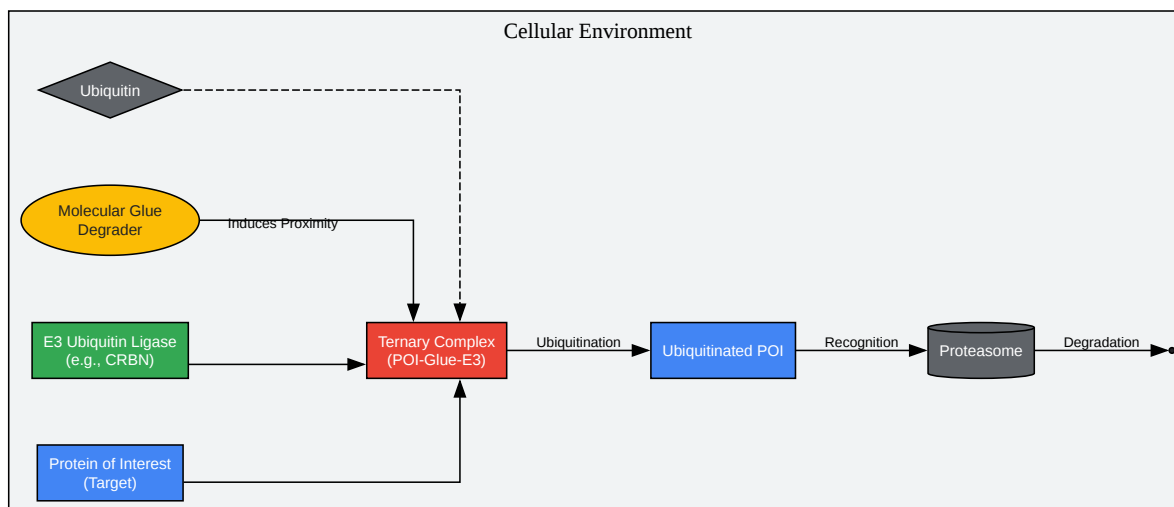 Cellular Environment
Ubiquitin
Molecular Glue
Degrader
Induces Proximity
E3 Ubiquitin Ligase
(e.g., CRBN)
Ternary Complex
(POI-Glue-E3)
Ubiquitination
Ubiquitinated POI
Recognition
Proteasome
Degradation
Protein of Interest
(Target)